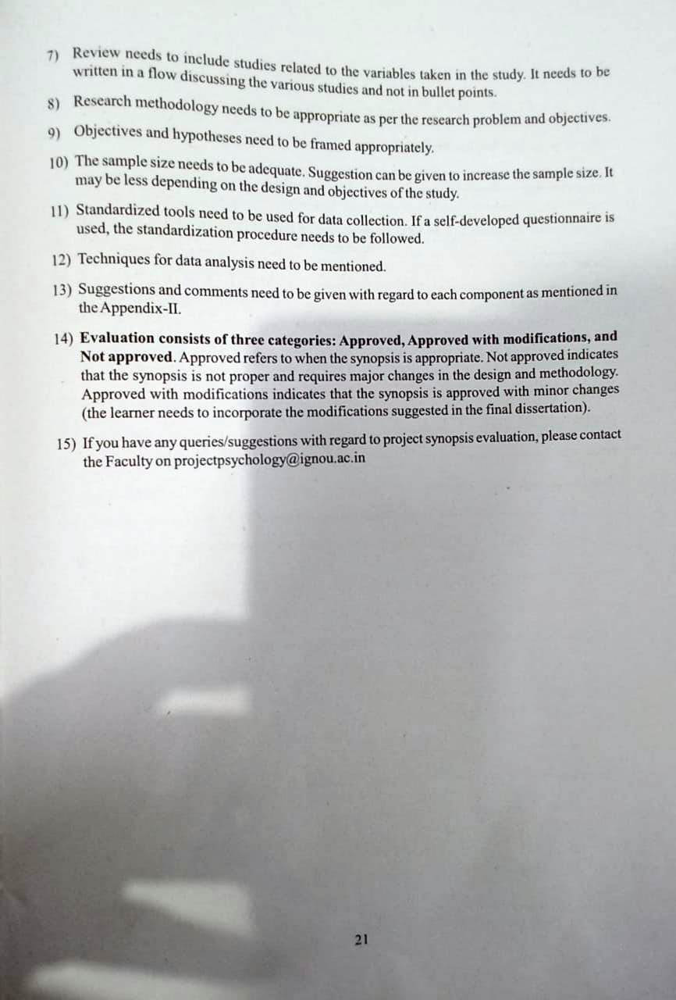 7) Review needs to include studies related to the variables taken in the study. It needs to be
written in a flow discussing the various studies and not in bullet points.
8) Research methodology needs to be appropriate as per the research problem and objectives.
9) Objectives and hypotheses need to be framed appropriately.
10) The sample size needs to be adequate. Suggestion can be given to increase the sample size. It
may be less depending on the design and objectives of the study.
11) Standardized tools need to be used for data collection. If a self-developed questionnaire is
used, the standardization procedure needs to be followed.
12) Techniques for data analysis need to be mentioned.
13) Suggestions and comments need to be given with regard to each component as mentioned in
the Appendix-II.
14) Evaluation consists of three categories: Approved, Approved with modifications, and
Not approved. Approved refers to when the synopsis is appropriate. Not approved indicates
that the synopsis is not proper and requires major changes in the design and methodology.
Approved with modifications indicates that the synopsis is approved with minor changes
(the learner needs to incorporate the modifications suggested in the final dissertation).
15) If you have any queries/suggestions with regard to project synopsis evaluation, please contact
the Faculty on projectpsychology@ignou.ac.in
21